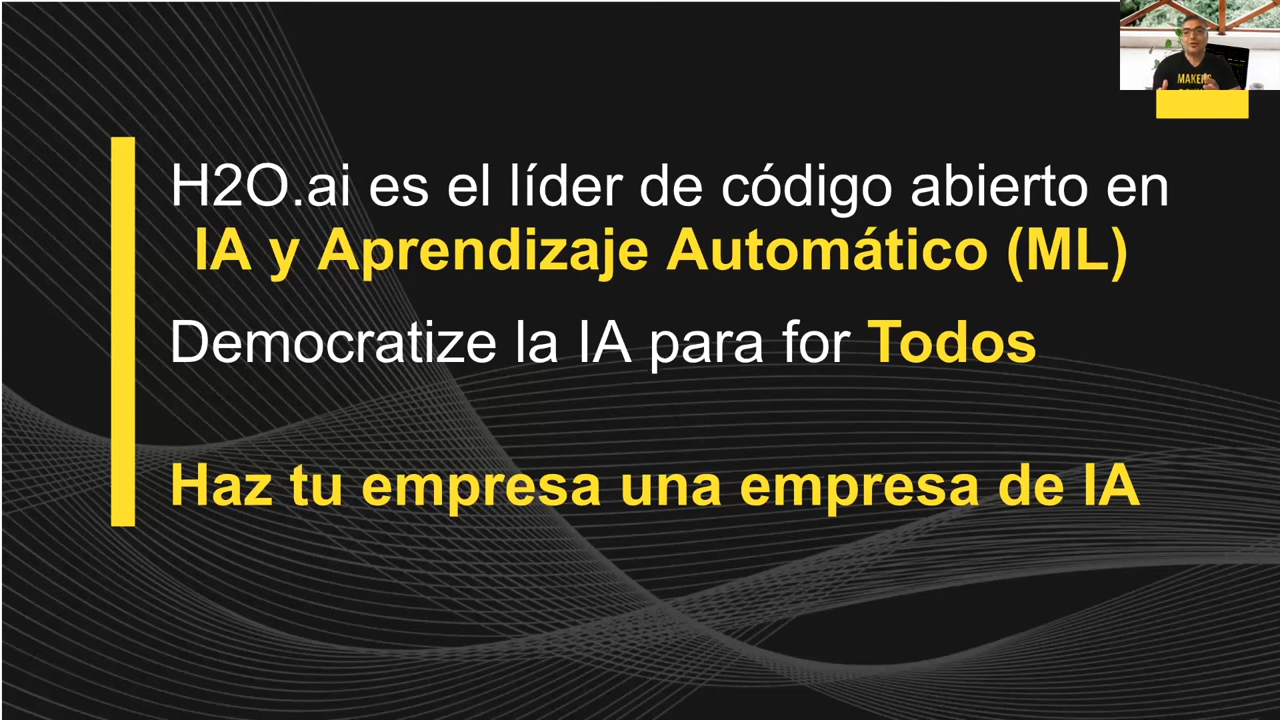 H2O.ai es el líder de código abierto en
IA y Aprendizaje Automático (ML)
Democratize la IA para for Todos
Haz tu empresa una empresa de IA
MAKERS